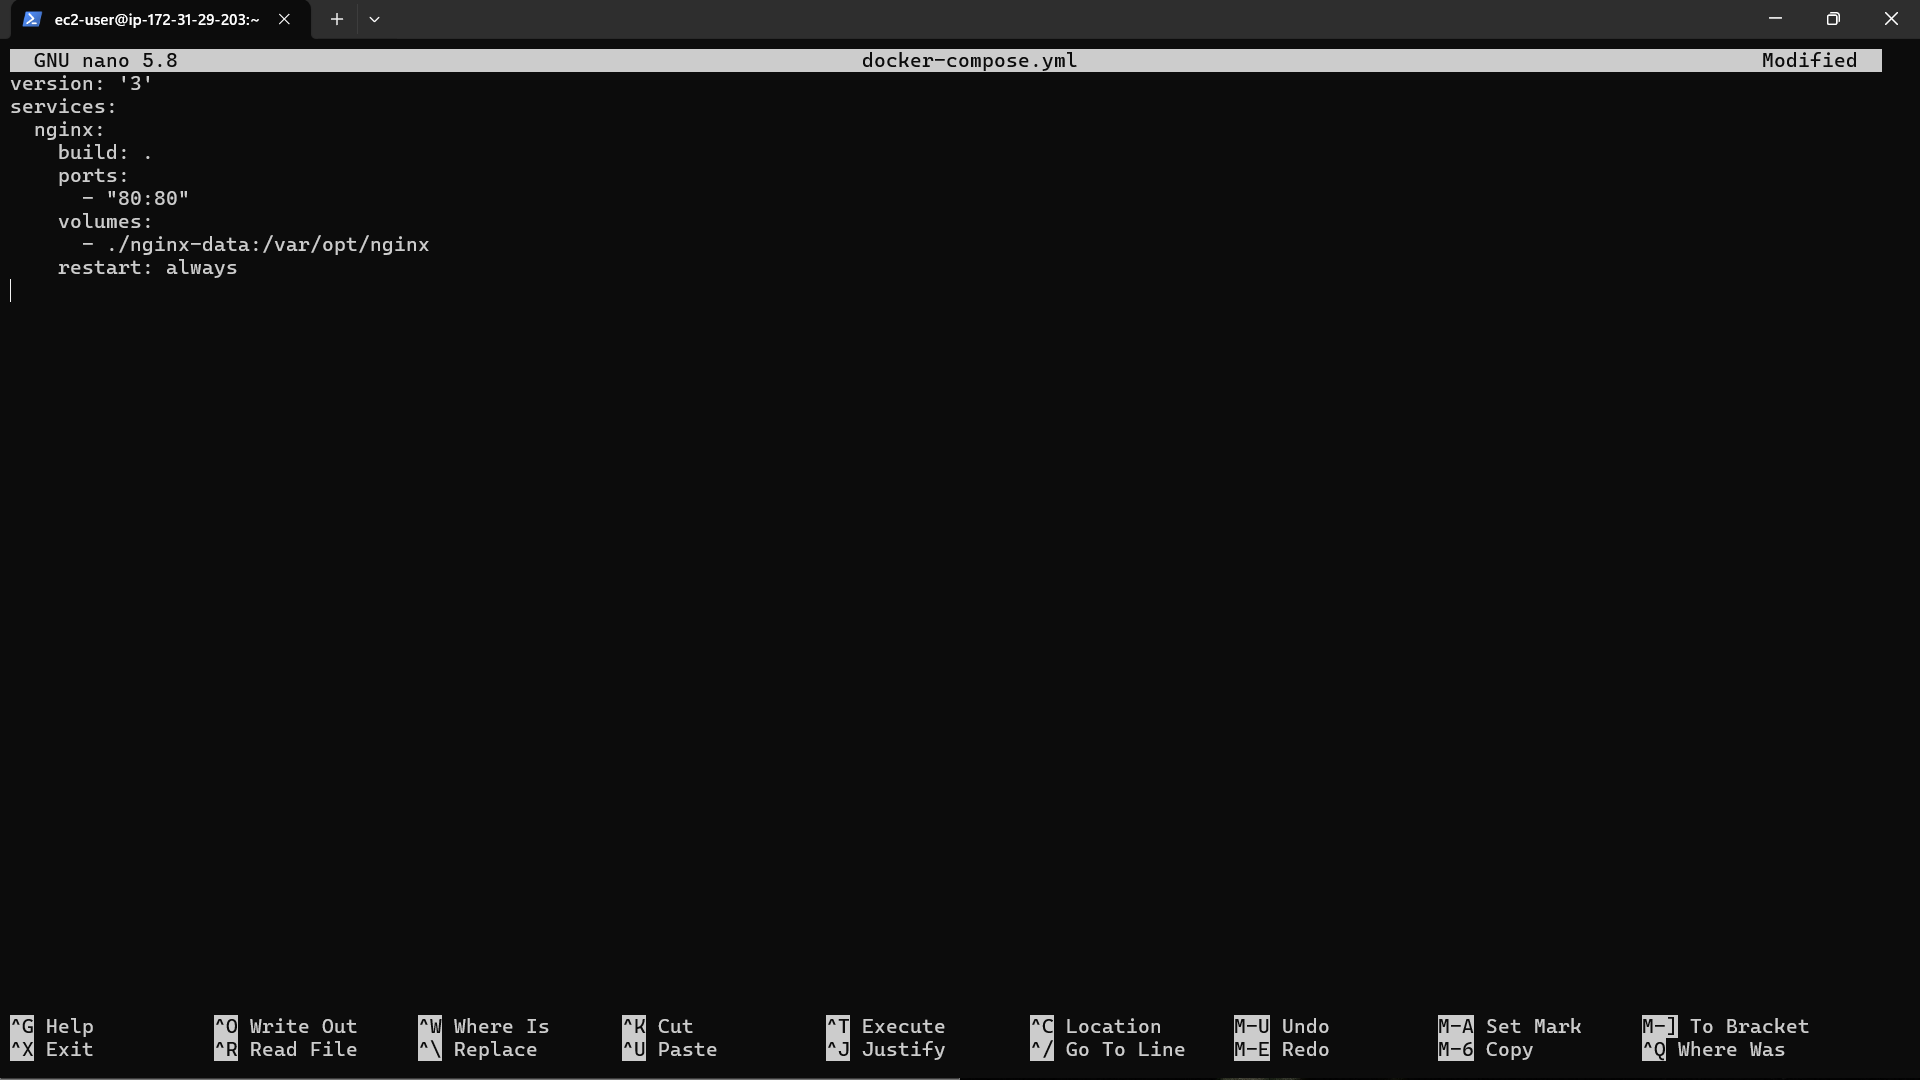 ec2-user@ip-172-31-29-203:~
GNU nano 5.8 docker-compose.yml Modified
version: '3'
services:
  nginx:
    build: .
    ports:
      - "80:80"
    volumes:
      - ./nginx-data:/var/opt/nginx
    restart: always
^G Help ^O Write Out ^W Where Is ^K Cut ^T Execute ^C Location M-U Undo M-A Set Mark M-] To Bracket
^X Exit ^R Read File ^\ Replace ^U Paste ^J Justify ^/ Go To Line M-E Redo M-6 Copy ^Q Where Was